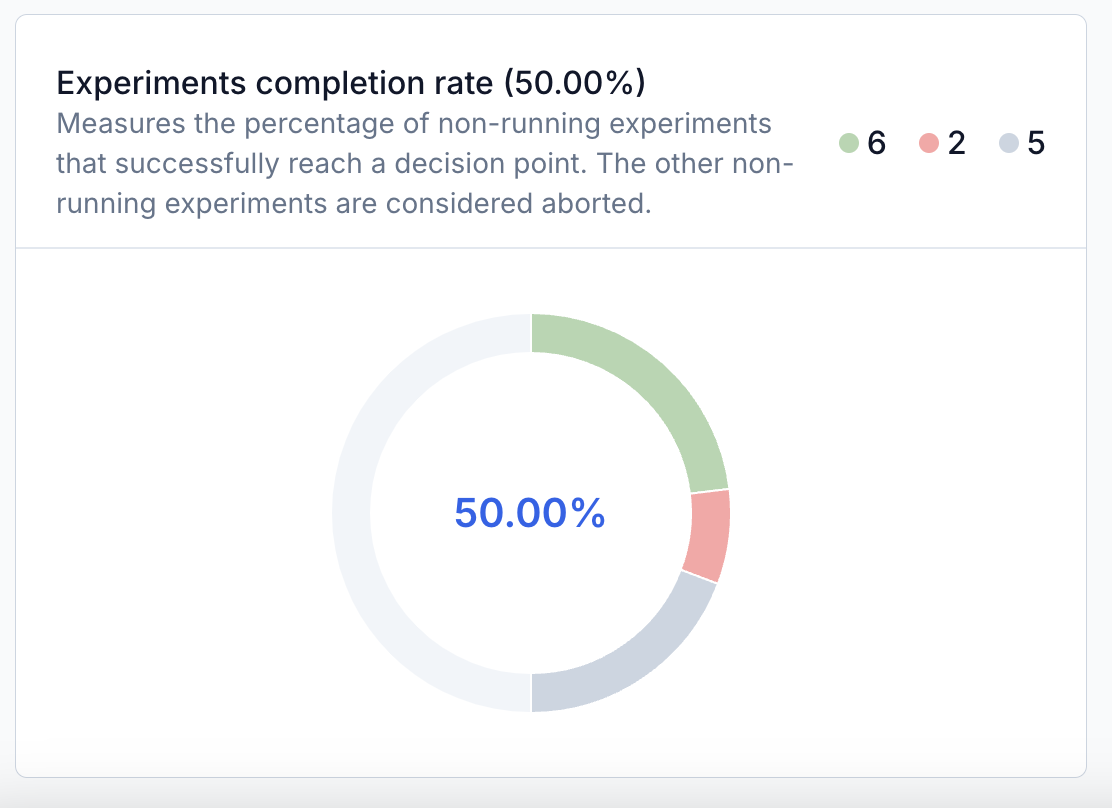 Experiments completion rate (50.00%)
Measures the percentage of non-running experiments
that successfully reach a decision point. The other non-
running experiments are considered aborted.
6 2 5
50.00%